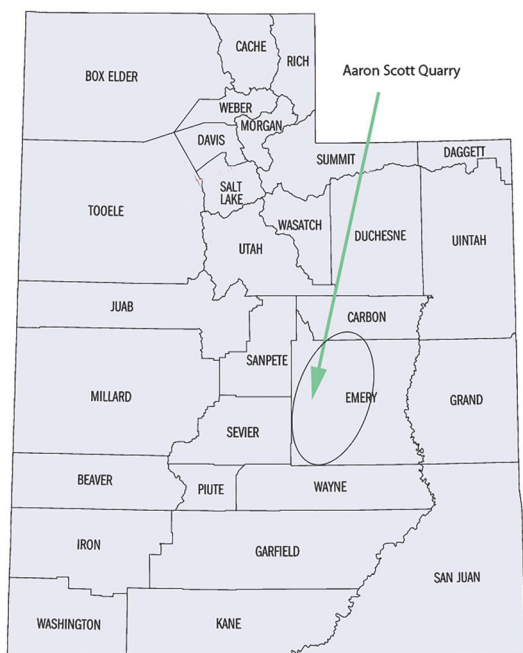 CACHE
RICH
BOX ELDER
Aaron Scott Quarry
WEBER
MORGAN
DAVIS
SUMMIT
DAGGETT
SALT
LAKE
TOOELE
WASATCH
DUCHESNE
UINTAH
UTAH
JUAB
CARBON
SANPETE
MILLARD
EMERY
GRAND
SEVIER
BEAVER
PIUTE
WAYNE
IRON
GARFIELD
SAN JUAN
WASHINGTON
KANE